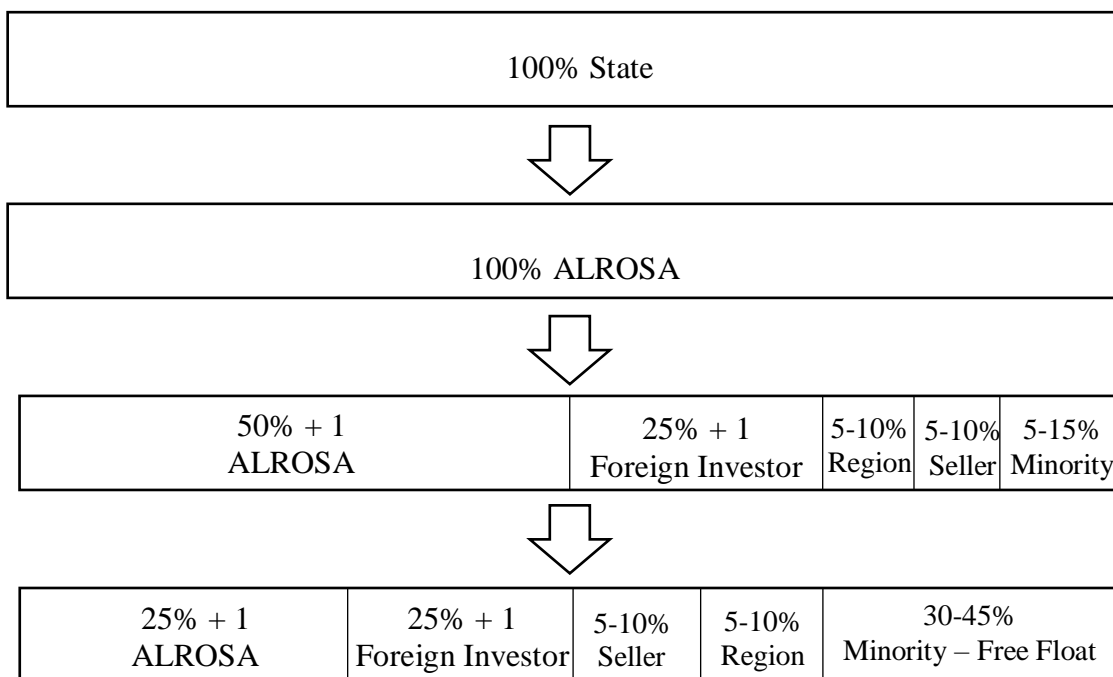 100% State
100% ALROSA
50% + 1
ALROSA
25% + 1
Foreign Investor
5-10%
Region
5-10%
Seller
5-15%
Minority
25% + 1
ALROSA
25% + 1
Foreign Investor
5-10%
Seller
5-10%
Region
30-45%
Minority – Free Float